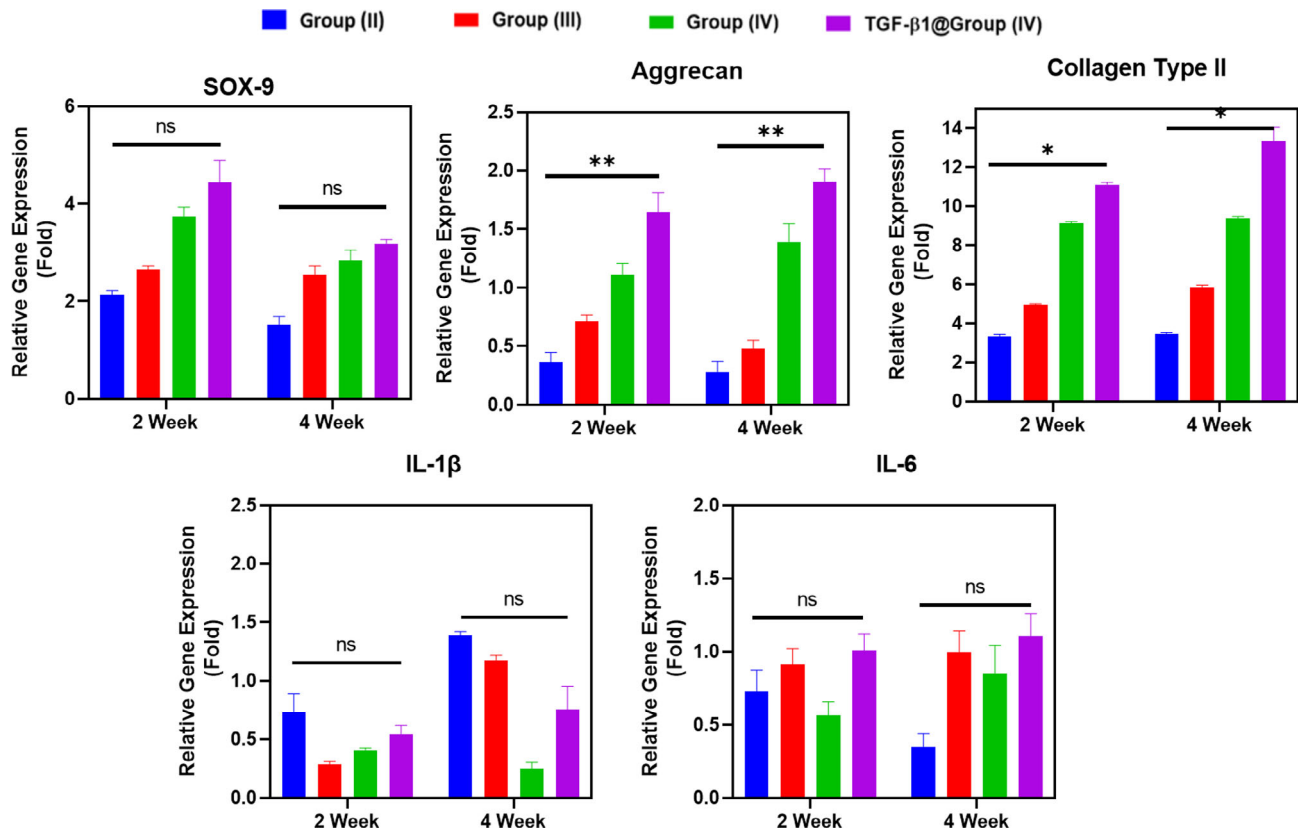 Group (II) Group (III) Group (IV) TGF-β1@Group (IV)
SOX-9
Relative Gene Expression
(Fold)
6
4
2
0
ns
ns
2 Week 4 Week
Aggrecan
Relative Gene Expression
(Fold)
2.5
2.0
1.5
1.0
0.5
0.0
**
**
2 Week 4 Week
Collagen Type II
Relative Gene Expression
(Fold)
14
12
10
8
6
4
2
0
*
*
2 Week 4 Week
IL-1β
Relative Gene Expression
(Fold)
2.5
2.0
1.5
1.0
0.5
0.0
ns
ns
2 Week 4 Week
IL-6
Relative Gene Expression
(Fold)
2.0
1.5
1.0
0.5
0.0
ns
ns
2 Week 4 Week